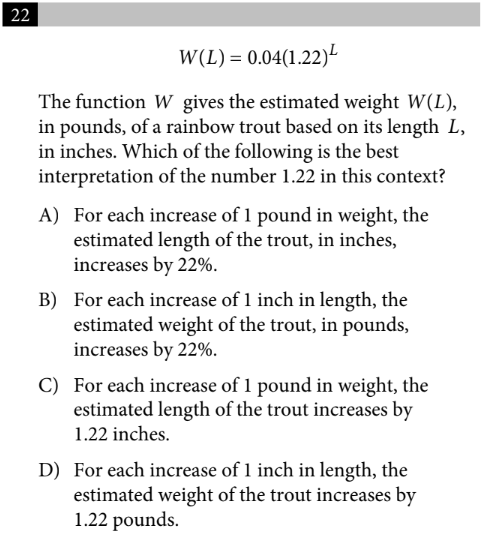 22
W(L) = 0.04(1.22)^L
The function W gives the estimated weight W(L),
in pounds, of a rainbow trout based on its length L,
in inches. Which of the following is the best
interpretation of the number 1.22 in this context?
A) For each increase of 1 pound in weight, the
estimated length of the trout, in inches,
increases by 22%.
B) For each increase of 1 inch in length, the
estimated weight of the trout, in pounds,
increases by 22%.
C) For each increase of 1 pound in weight, the
estimated length of the trout increases by
1.22 inches.
D) For each increase of 1 inch in length, the
estimated weight of the trout increases by
1.22 pounds.